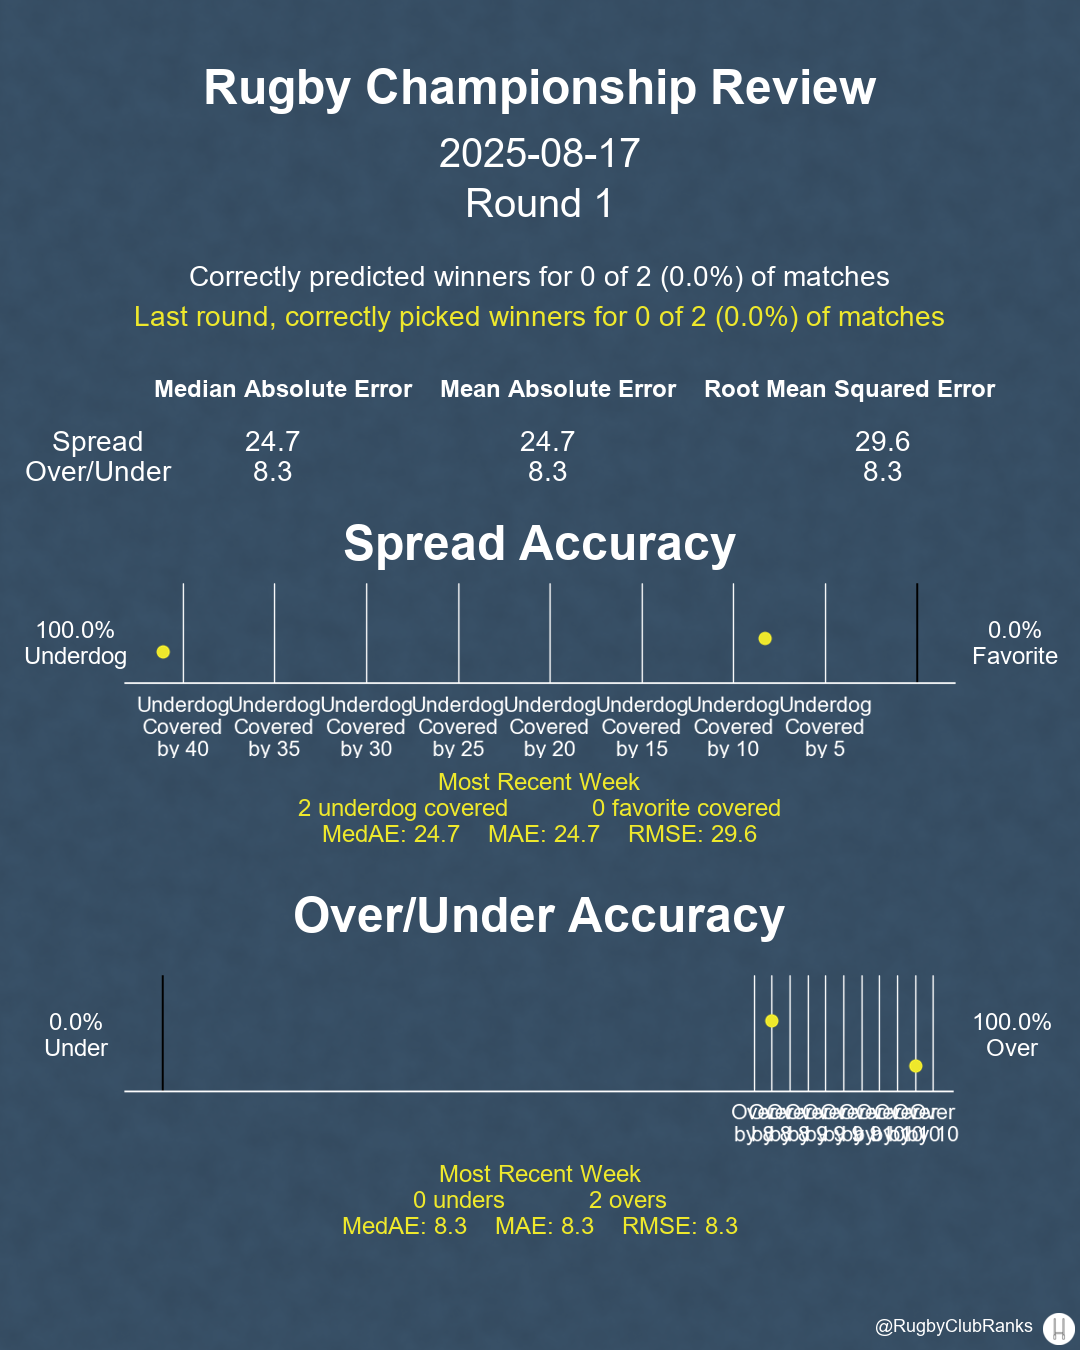 Rugby Championship Review
2025-08-17
Round 1
Correctly predicted winners for 0 of 2 (0.0%) of matches
Last round, correctly picked winners for 0 of 2 (0.0%) of matches
Median Absolute Error Mean Absolute Error Root Mean Squared Error
Spread 24.7 24.7 29.6
Over/Under 8.3 8.3 8.3
Spread Accuracy
100.0%
Underdog
0.0%
Favorite
Underdog Underdog Underdog Underdog Underdog Underdog Underdog Underdog
Covered Covered Covered Covered Covered Covered Covered Covered
by 40 by 35 by 30 by 25 by 20 by 15 by 10 by 5
Most Recent Week
2 underdog covered 0 favorite covered
MedAE: 24.7 MAE: 24.7 RMSE: 29.6
Over/Under Accuracy
0.0%
Under
100.0%
Over
Most Recent Week
0 unders 2 overs
MedAE: 8.3 MAE: 8.3 RMSE: 8.3
@RugbyClubRanks